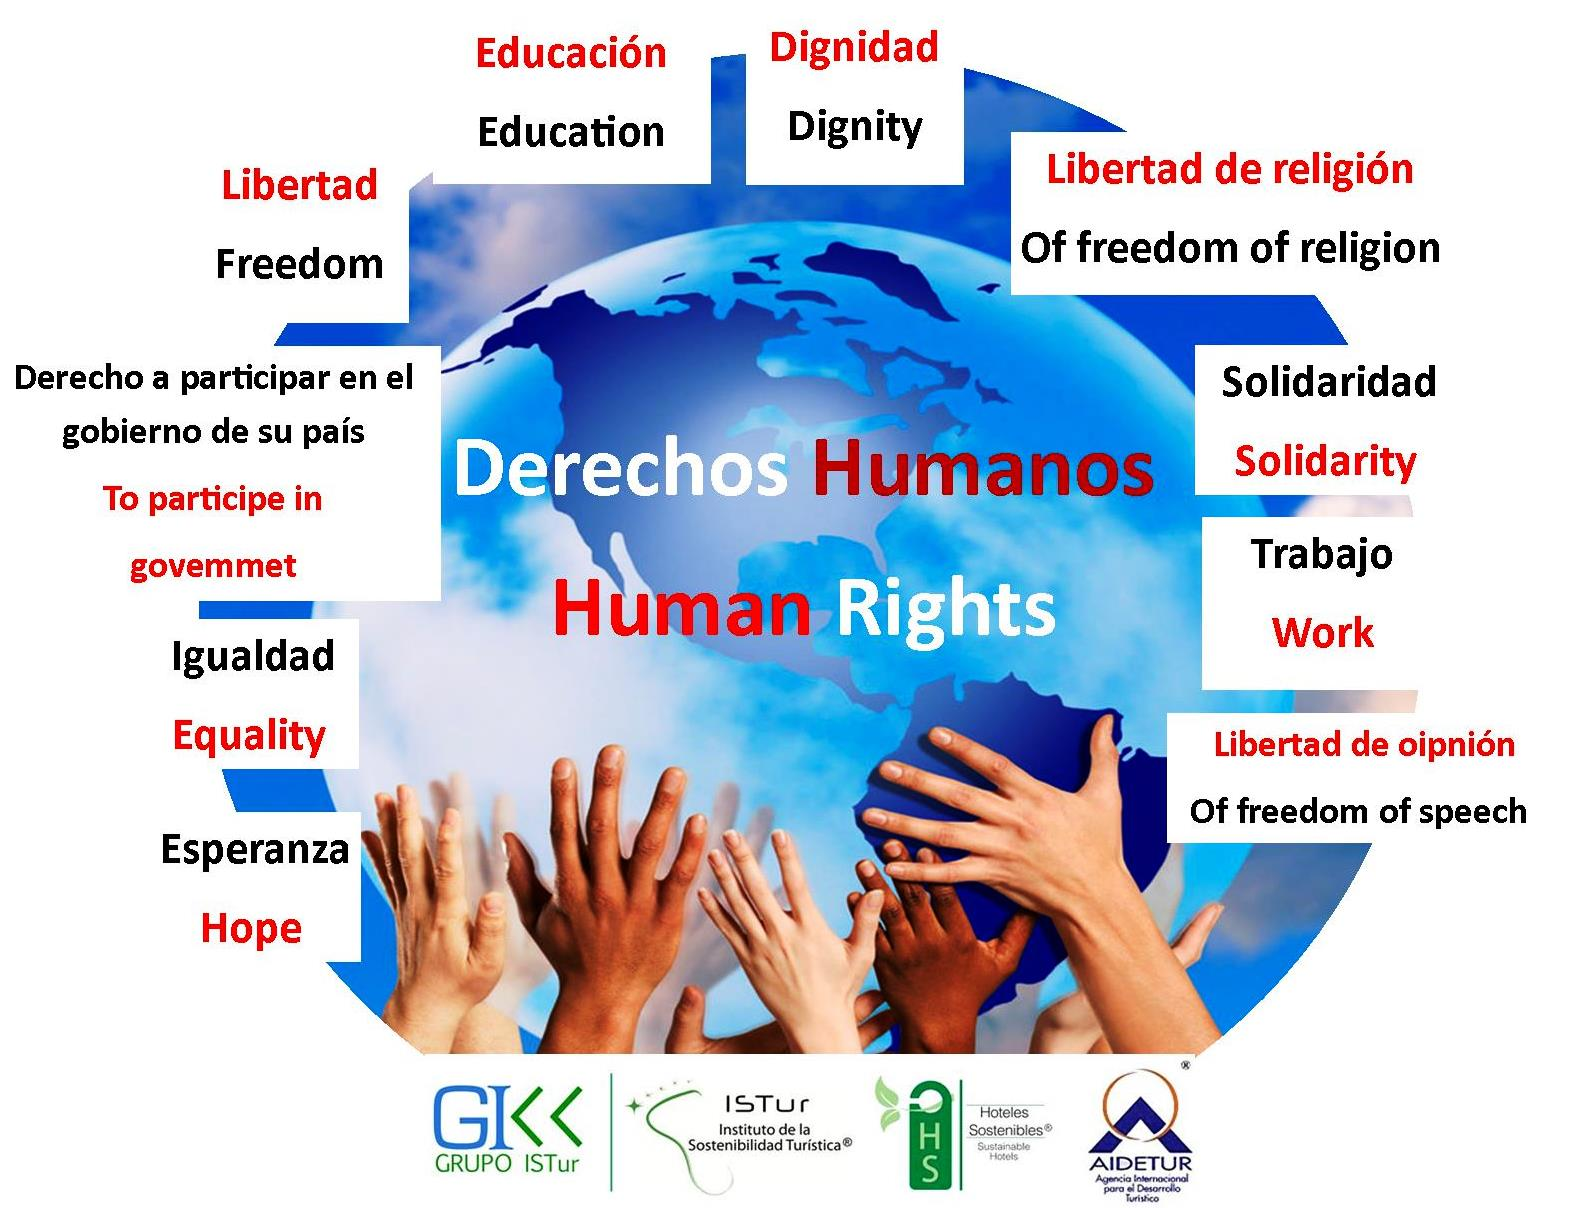 Educación
Education
Dignidad
Dignity
Libertad
Freedom
Libertad de religión
Of freedom of religion
Derecho a participar en el
gobierno de su país
To participe in
govemmet
Solidaridad
Solidarity
Derechos Humanos
Human Rights
Trabajo
Work
Igualdad
Equality
Libertad de oipnión
Of freedom of speech
Esperanza
Hope
GI
GRUPO ISTur
ISTur
Instituto de la
Sostenibilidad Turística®
HS
Hoteles
Sostenibles®
Sustainable
Hotels
®
AIDETUR
Agencia Internacional
para el Desarrollo
Turístico